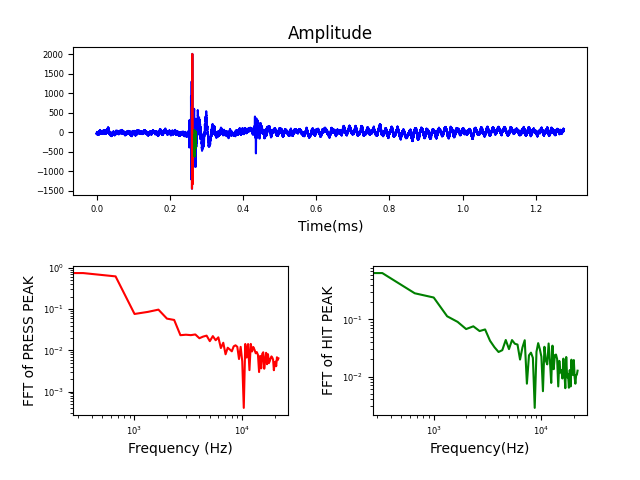 Amplitude
2000
1500
1000
500
0
−500
−1000
−1500
0.0 0.2 0.4 0.6 0.8 1.0 1.2
Time(ms)
FFT of PRESS PEAK
10⁰
10⁻¹
10⁻²
10⁻³
10³ 10⁴
Frequency (Hz)
FFT of HIT PEAK
10⁻¹
10⁻²
10³ 10⁴
Frequency(Hz)